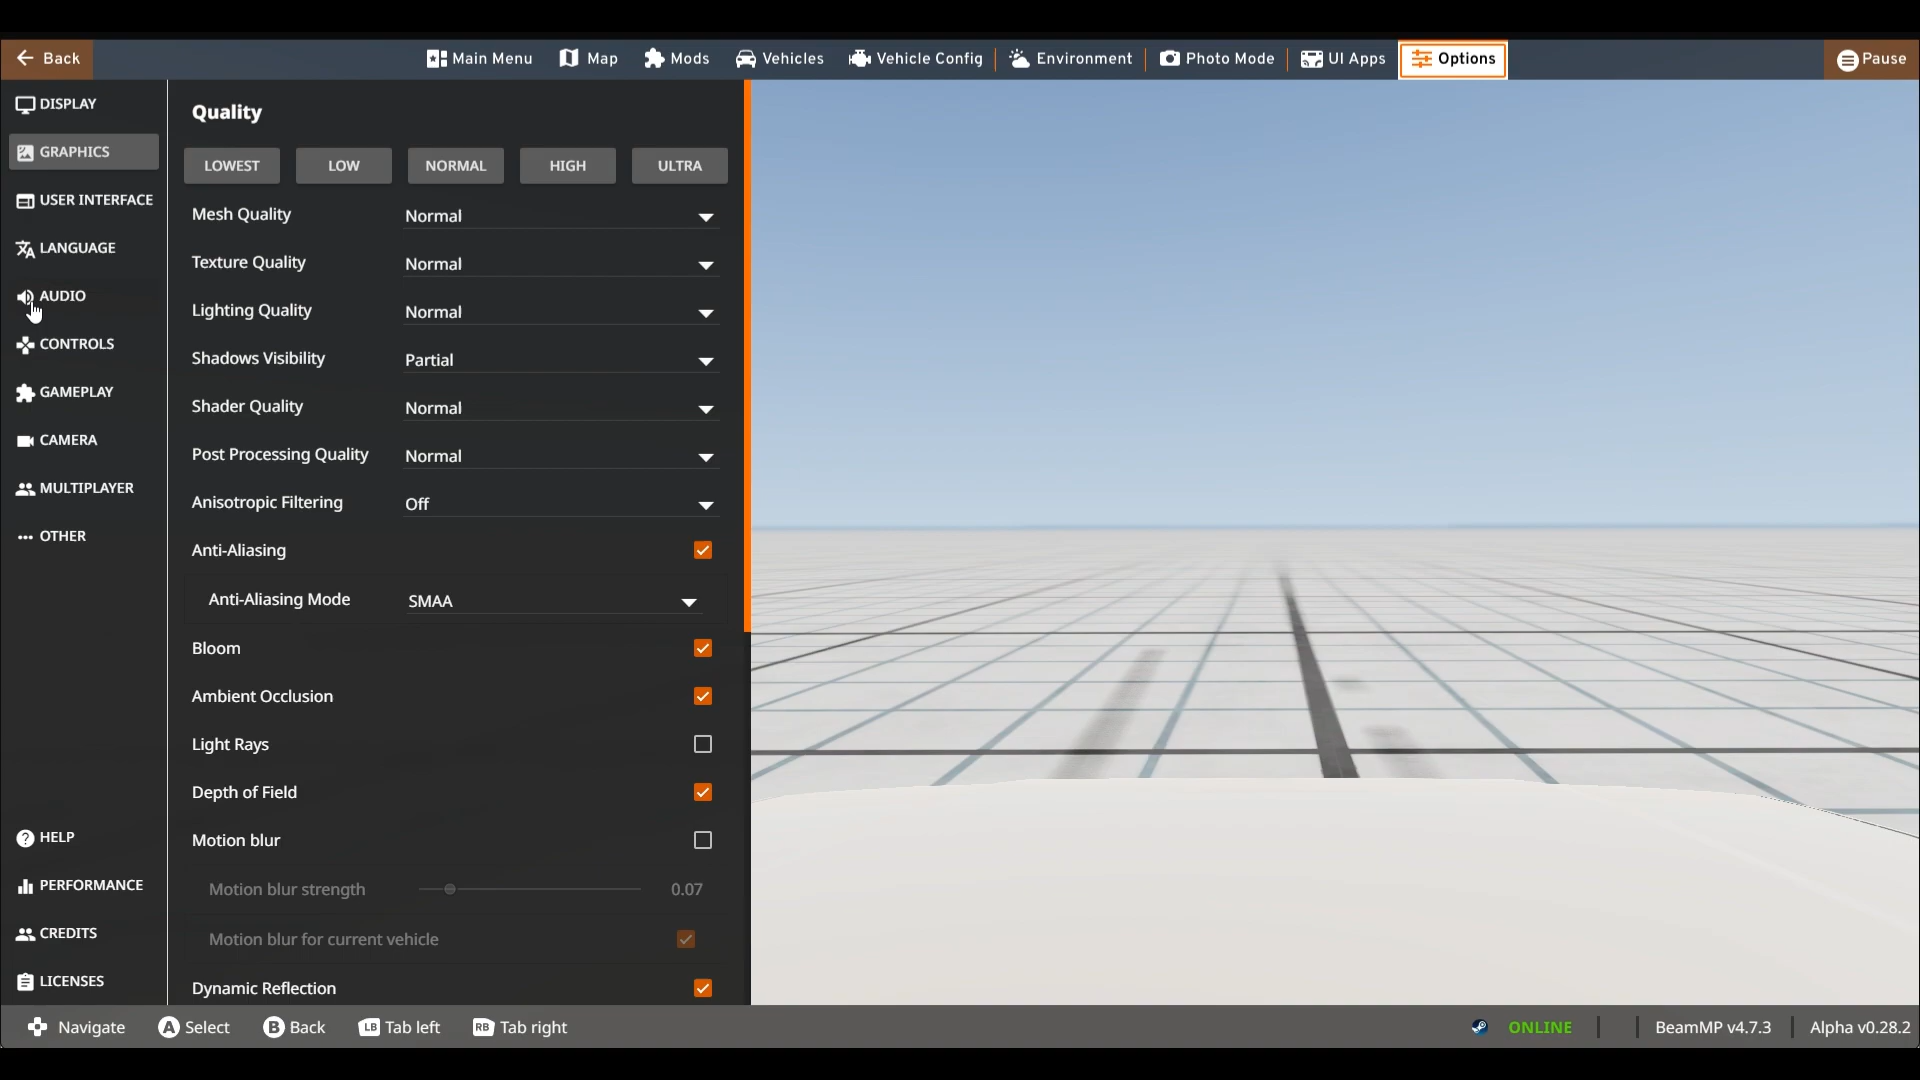 Back
Main Menu
Map
Mods
Vehicles
Vehicle Config
Environment
Photo Mode
UI Apps
Options
Pause
DISPLAY
GRAPHICS
USER INTERFACE
LANGUAGE
AUDIO
CONTROLS
GAMEPLAY
CAMERA
MULTIPLAYER
OTHER
HELP
PERFORMANCE
CREDITS
LICENSES
Quality
LOWEST LOW NORMAL HIGH ULTRA
Mesh Quality Normal
Texture Quality Normal
Lighting Quality Normal
Shadows Visibility Partial
Shader Quality Normal
Post Processing Quality Normal
Anisotropic Filtering Off
Anti-Aliasing
Anti-Aliasing Mode SMAA
Bloom
Ambient Occlusion
Light Rays
Depth of Field
Motion blur
Motion blur strength 0.07
Motion blur for current vehicle
Dynamic Reflection
Navigate A Select B Back LB Tab left RB Tab right
ONLINE BeamMP v4.7.3 Alpha v0.28.2